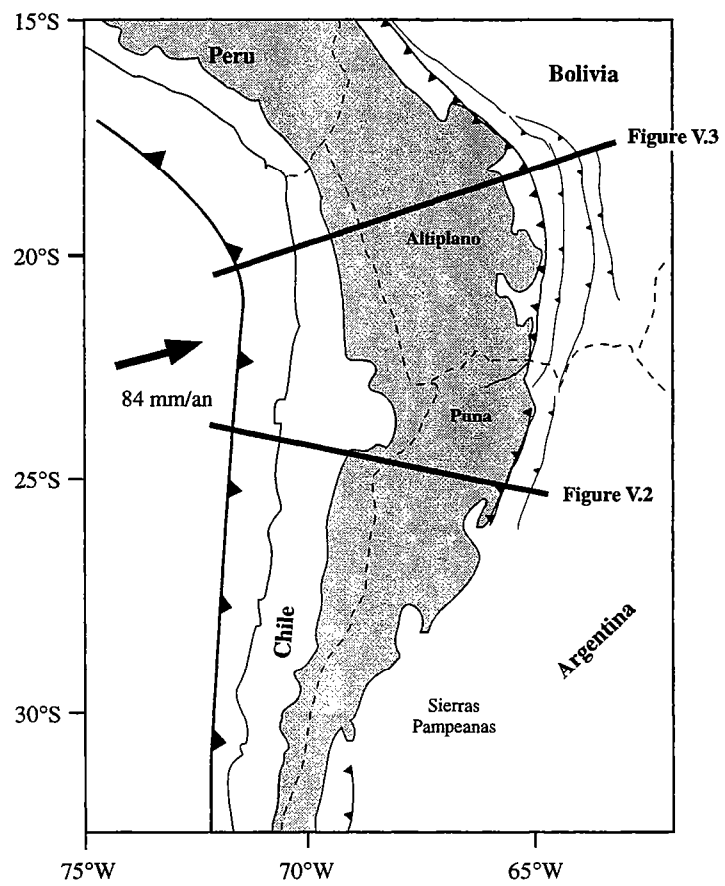 15°S
Peru
Bolivia
Figure V.3
Altiplano
20°S
84 mm/an
Puna
25°S
Figure V.2
Chile
Argentina
Sierras
Pampeanas
30°S
75°W
70°W
65°W